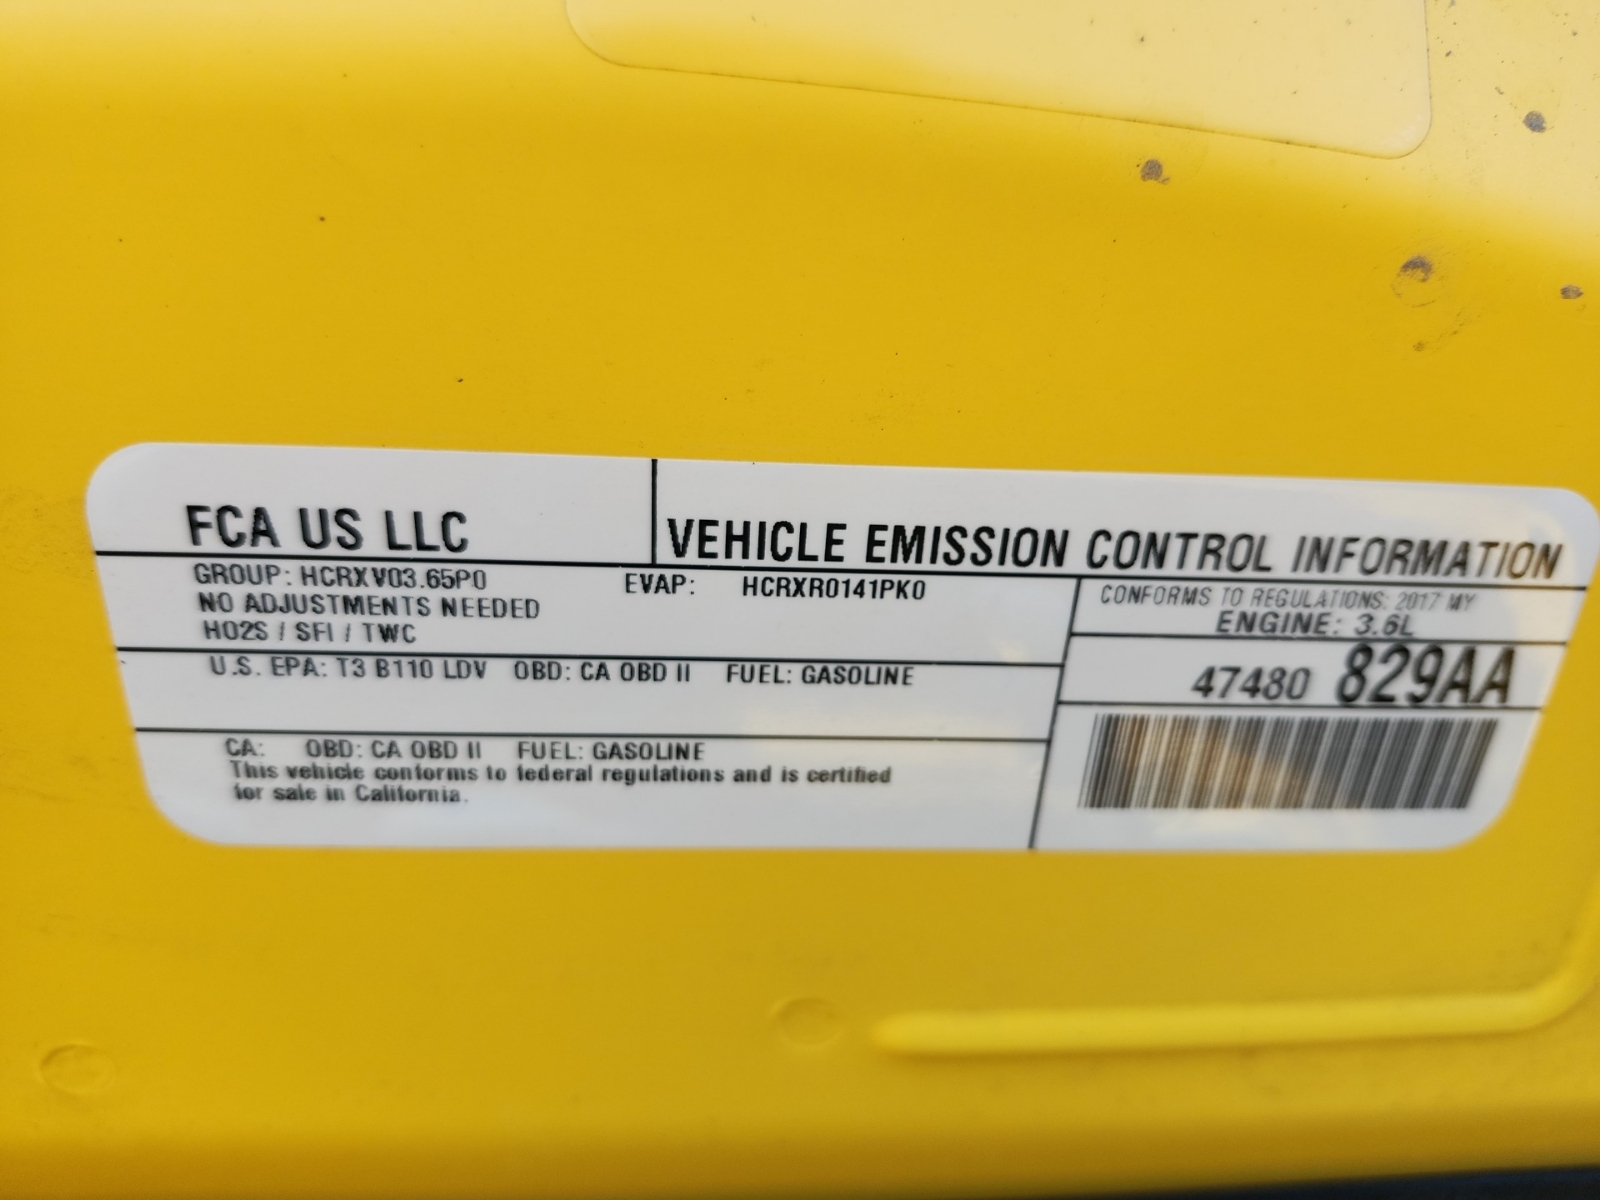 FCA US LLC
VEHICLE EMISSION CONTROL INFORMATION
GROUP: HCRXV03.65P0
EVAP: HCRXR0141PK0
NO ADJUSTMENTS NEEDED
HO2S / SFI / TWC
CONFORMS TO REGULATIONS: 2017 MY
ENGINE: 3.6L
U.S. EPA: T3 B110 LDV OBD: CA OBD II FUEL: GASOLINE
47480 829AA
CA: OBD: CA OBD II FUEL: GASOLINE
This vehicle conforms to federal regulations and is certified
for sale in California.